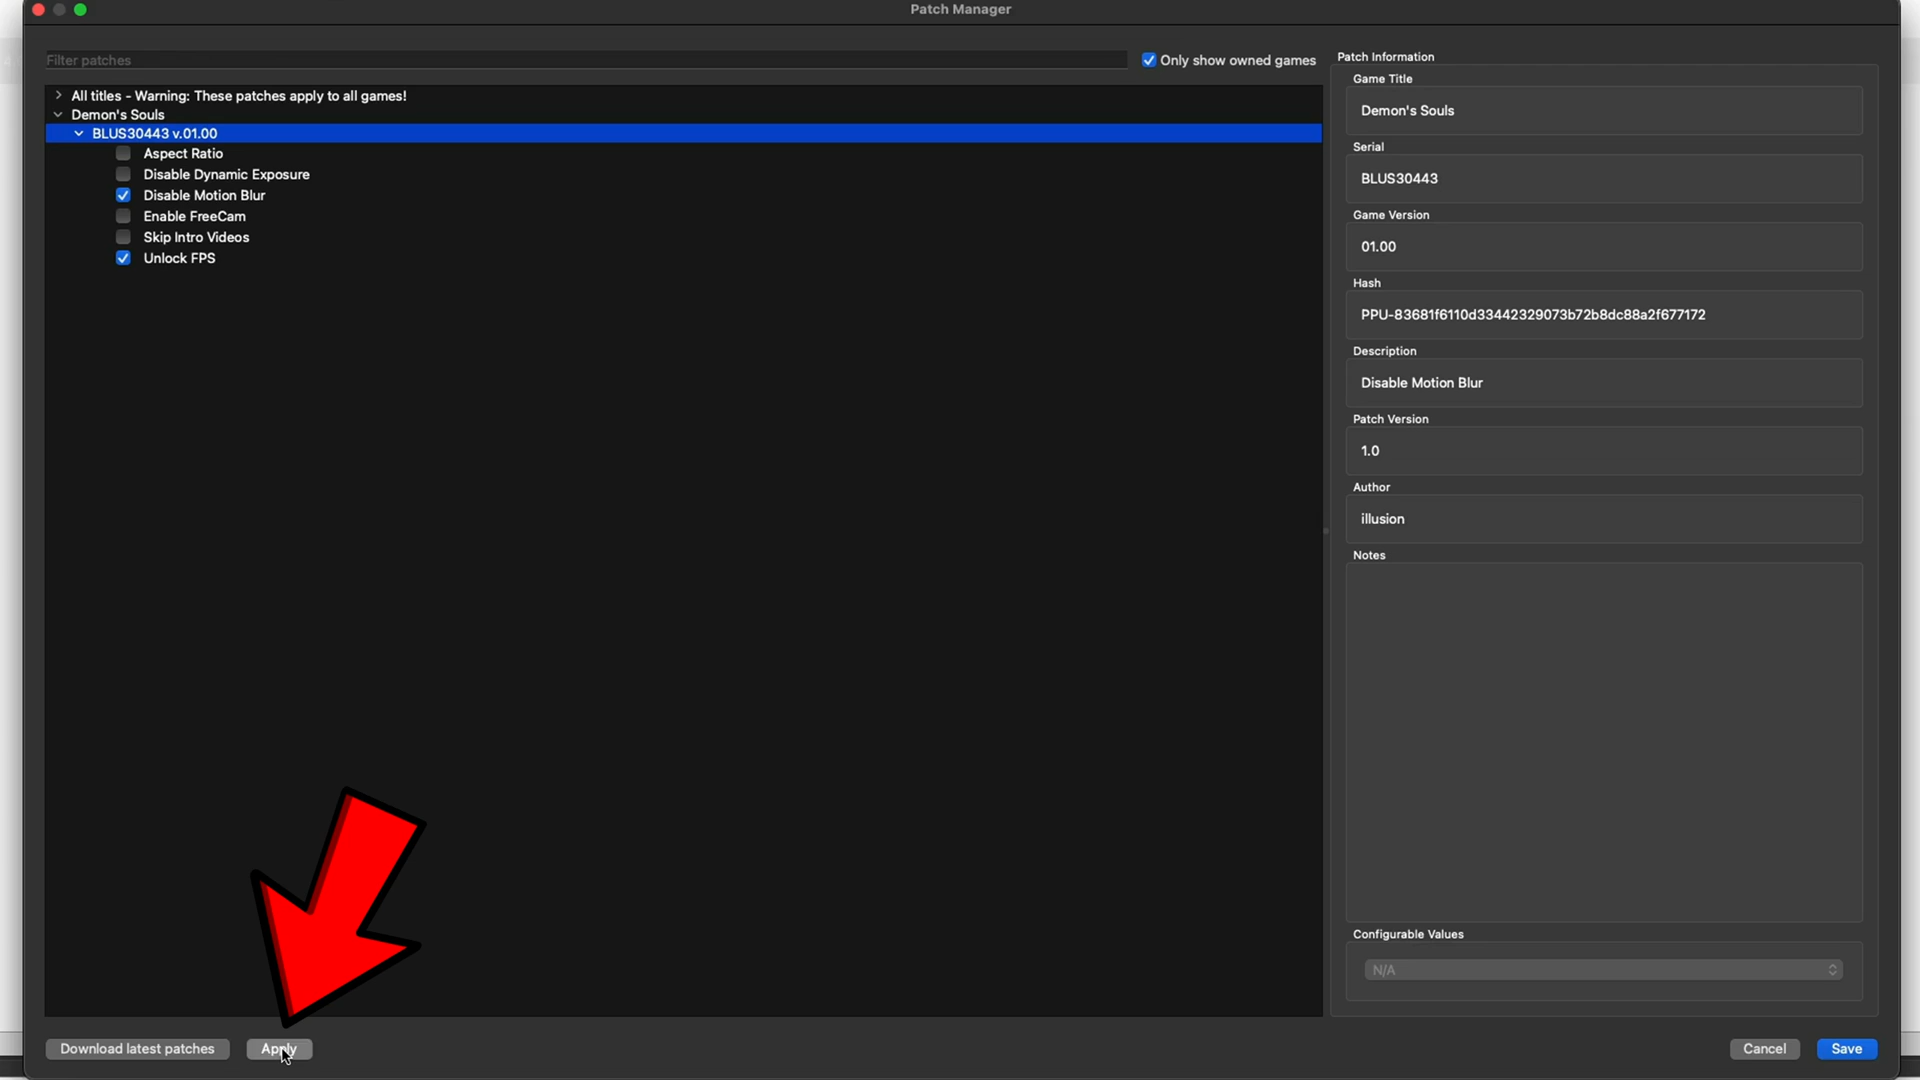 Patch Manager
Filter patches
Only show owned games
All titles - Warning: These patches apply to all games!
Demon's Souls
BLUS30443 v.01.00
Aspect Ratio
Disable Dynamic Exposure
Disable Motion Blur
Enable FreeCam
Skip Intro Videos
Unlock FPS
Patch Information
Game Title
Demon's Souls
Serial
BLUS30443
Game Version
01.00
Hash
PPU-83681f6110d33442329073b72b8dc88a2f677172
Description
Disable Motion Blur
Patch Version
1.0
Author
illusion
Notes
Configurable Values
N/A
Download latest patches
Apply
Cancel
Save